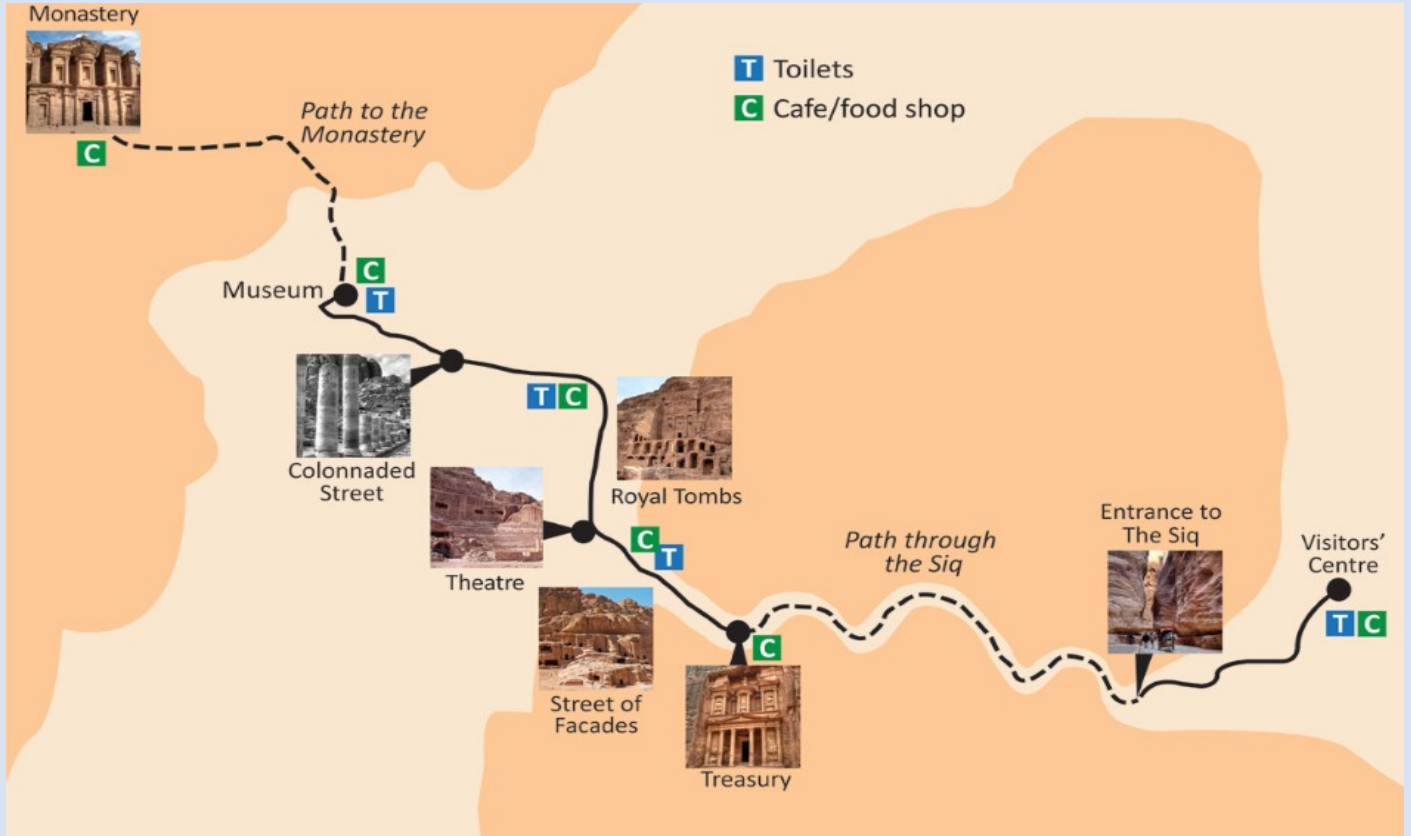 Monastery
C
Path to the
Monastery
T Toilets
C Cafe/food shop
C
Museum
T
T C
Colonnaded
Street
Royal Tombs
Theatre
C
T
Street of
Facades
C
Treasury
Path through
the Siq
Entrance to
The Siq
Visitors’
Centre
T C